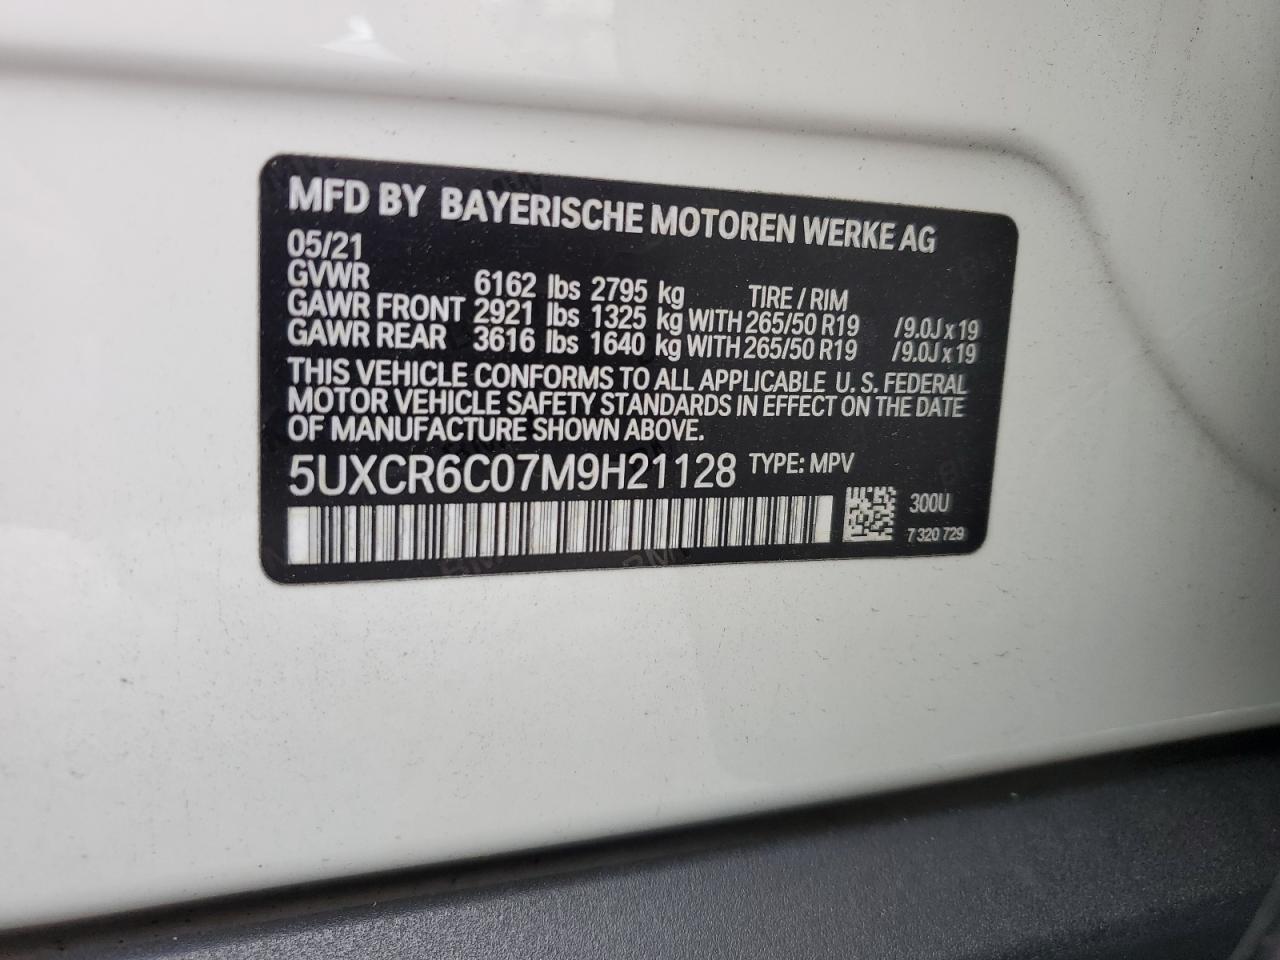 MFD BY BAYERISCHE MOTOREN WERKE AG
05/21
GVWR 6162 lbs 2795 kg TIRE / RIM
GAWR FRONT 2921 lbs 1325 kg WITH 265/50 R19 /9.0J x 19
GAWR REAR 3616 lbs 1640 kg WITH 265/50 R19 /9.0J x 19
THIS VEHICLE CONFORMS TO ALL APPLICABLE U. S. FEDERAL
MOTOR VEHICLE SAFETY STANDARDS IN EFFECT ON THE DATE
OF MANUFACTURE SHOWN ABOVE.
5UXCR6C07M9H21128 TYPE: MPV
300U
7 320 729